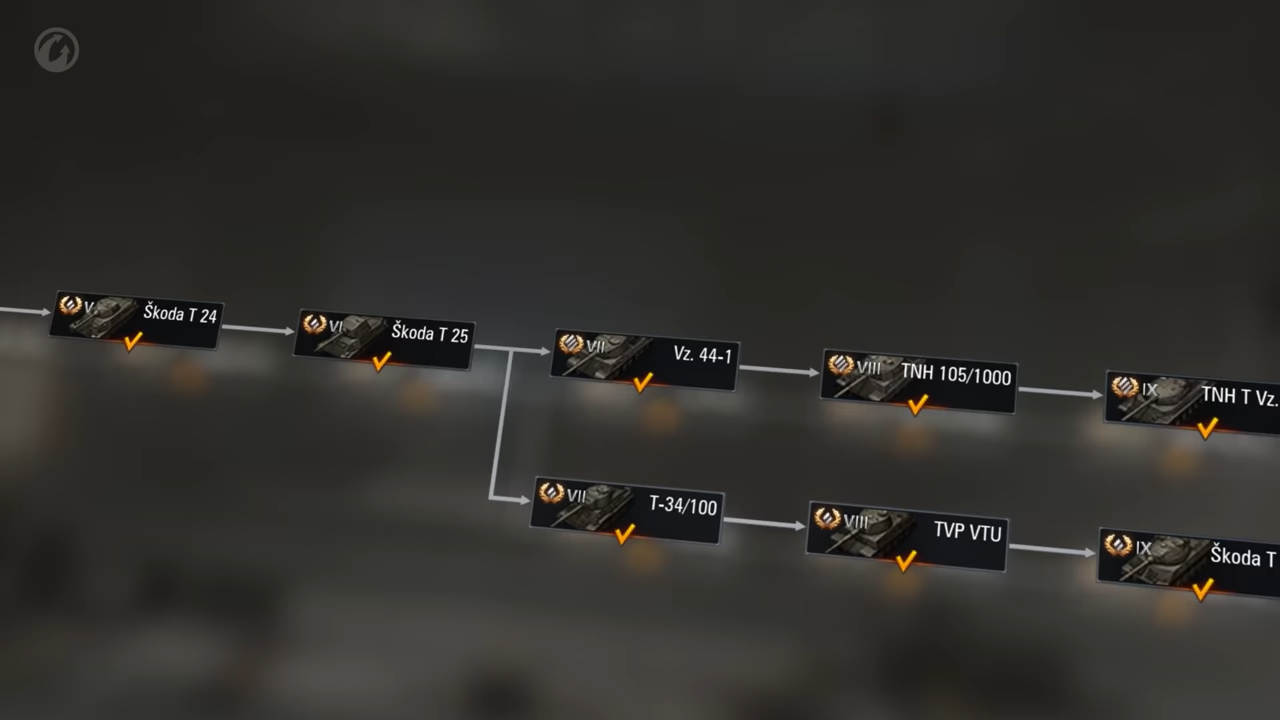 V Škoda T 24
VI Škoda T 25
VII Vz. 44-1
VIII TNH 105/1000
IX TNH T Vz.
VII T-34/100
VIII TVP VTU
IX Škoda T